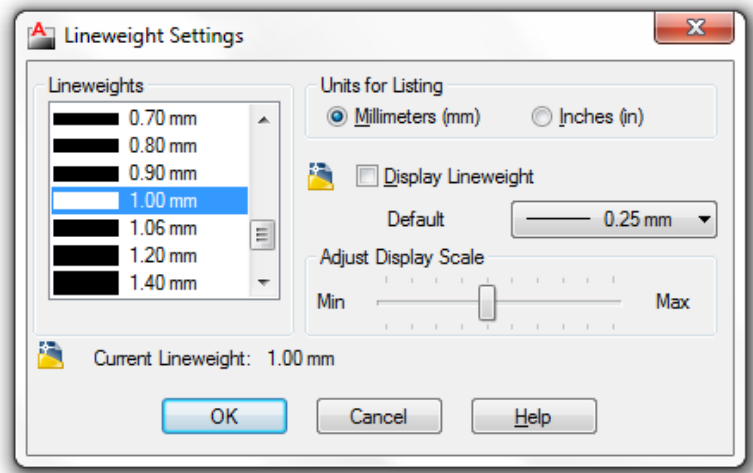 Lineweight Settings
Lineweights
0.70 mm
0.80 mm
0.90 mm
1.00 mm
1.06 mm
1.20 mm
1.40 mm
Units for Listing
Millimeters (mm)
Inches (in)
Display Lineweight
Default
0.25 mm
Adjust Display Scale
Min
Max
Current Lineweight: 1.00 mm
OK
Cancel
Help